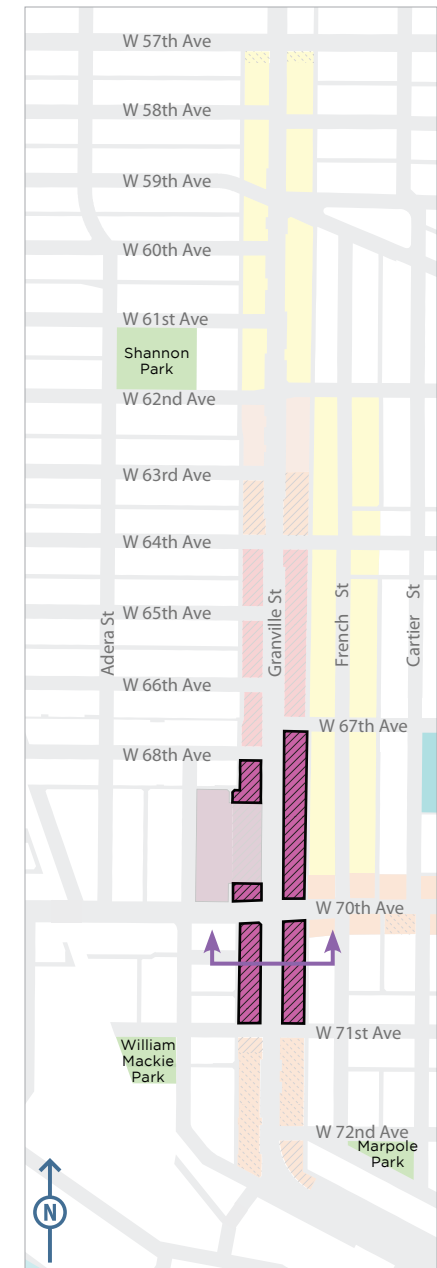 W 57th Ave
W 58th Ave
W 59th Ave
W 60th Ave
W 61st Ave
Shannon
Park
W 62nd Ave
W 63rd Ave
W 64th Ave
Adera St
Granville St
French St
Cartier St
W 65th Ave
W 66th Ave
W 67th Ave
W 68th Ave
W 70th Ave
W 71st Ave
William
Mackie
Park
W 72nd Ave
Marpole
Park
N